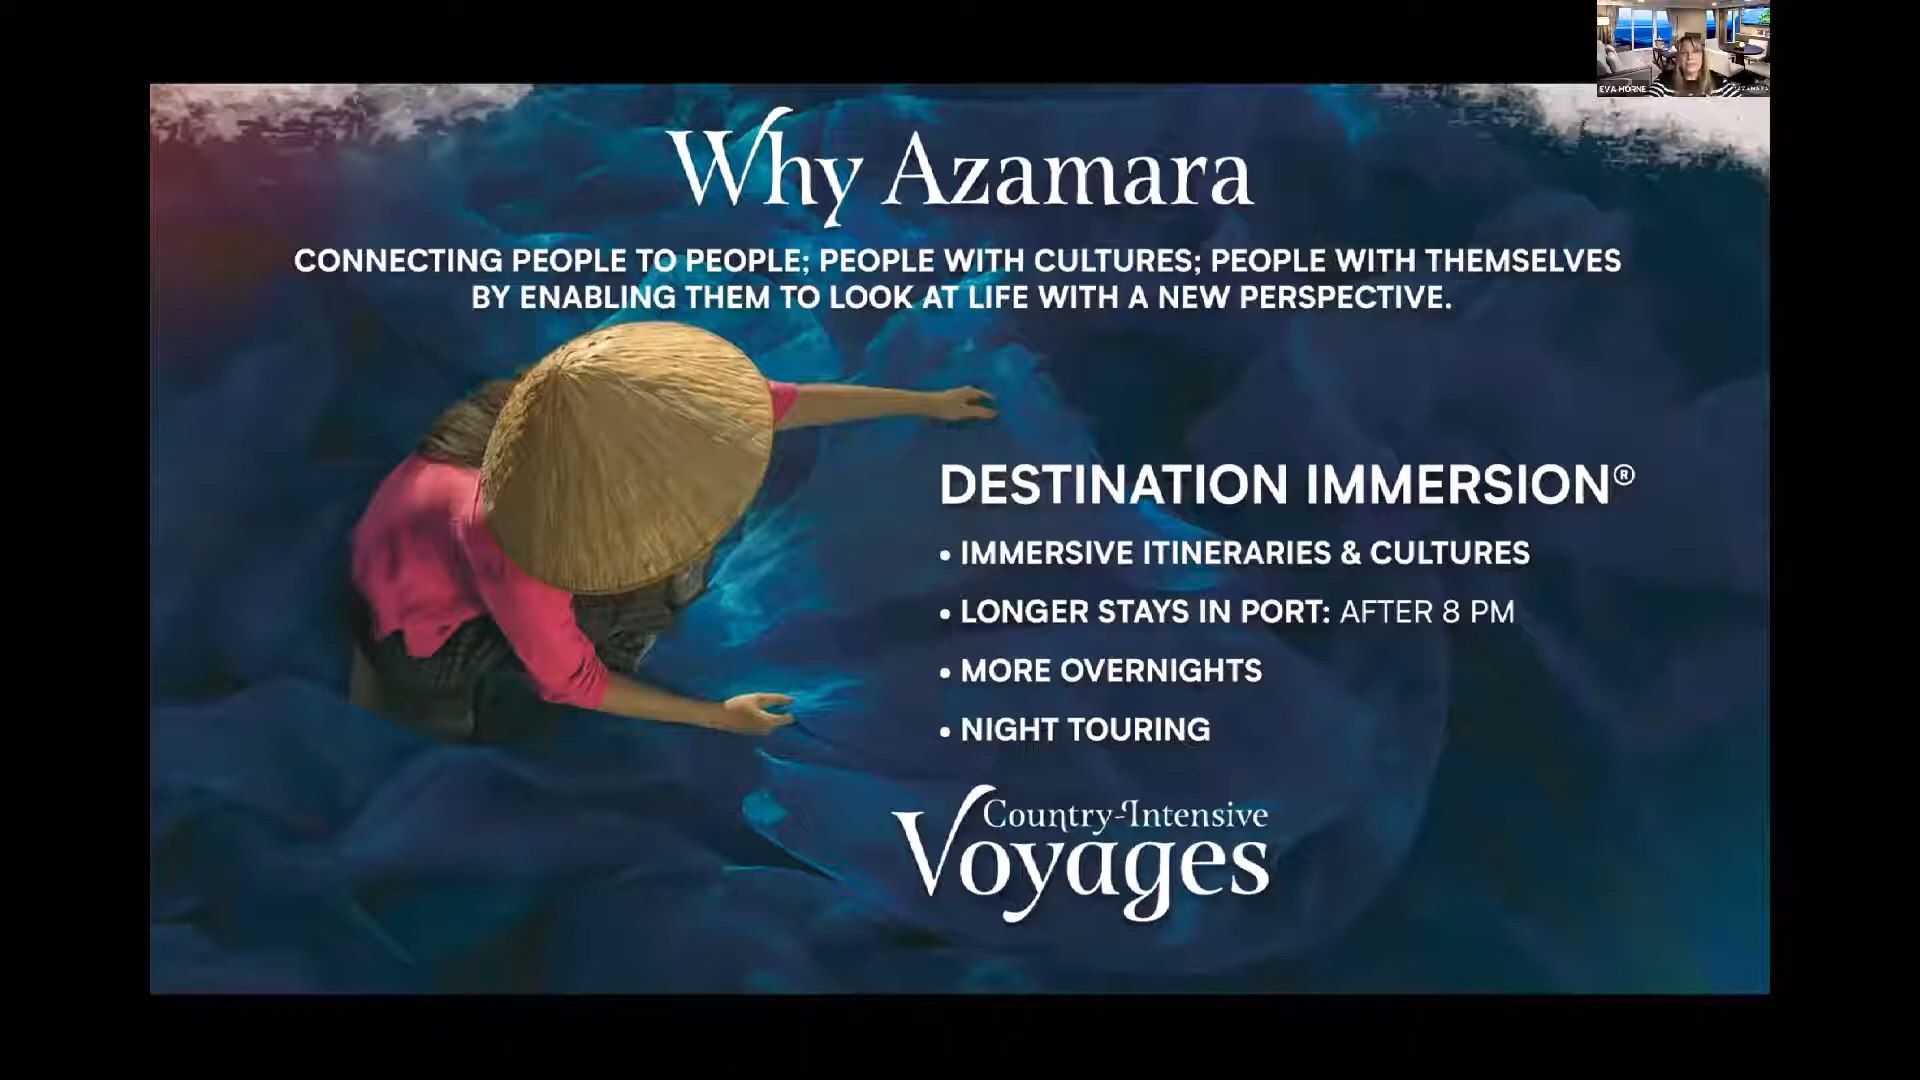 EVA HORNE
AZAMARA
Why Azamara
CONNECTING PEOPLE TO PEOPLE; PEOPLE WITH CULTURES; PEOPLE WITH THEMSELVES
BY ENABLING THEM TO LOOK AT LIFE WITH A NEW PERSPECTIVE.
DESTINATION IMMERSION®
• IMMERSIVE ITINERARIES & CULTURES
• LONGER STAYS IN PORT: AFTER 8 PM
• MORE OVERNIGHTS
• NIGHT TOURING
Country-Intensive
Voyages